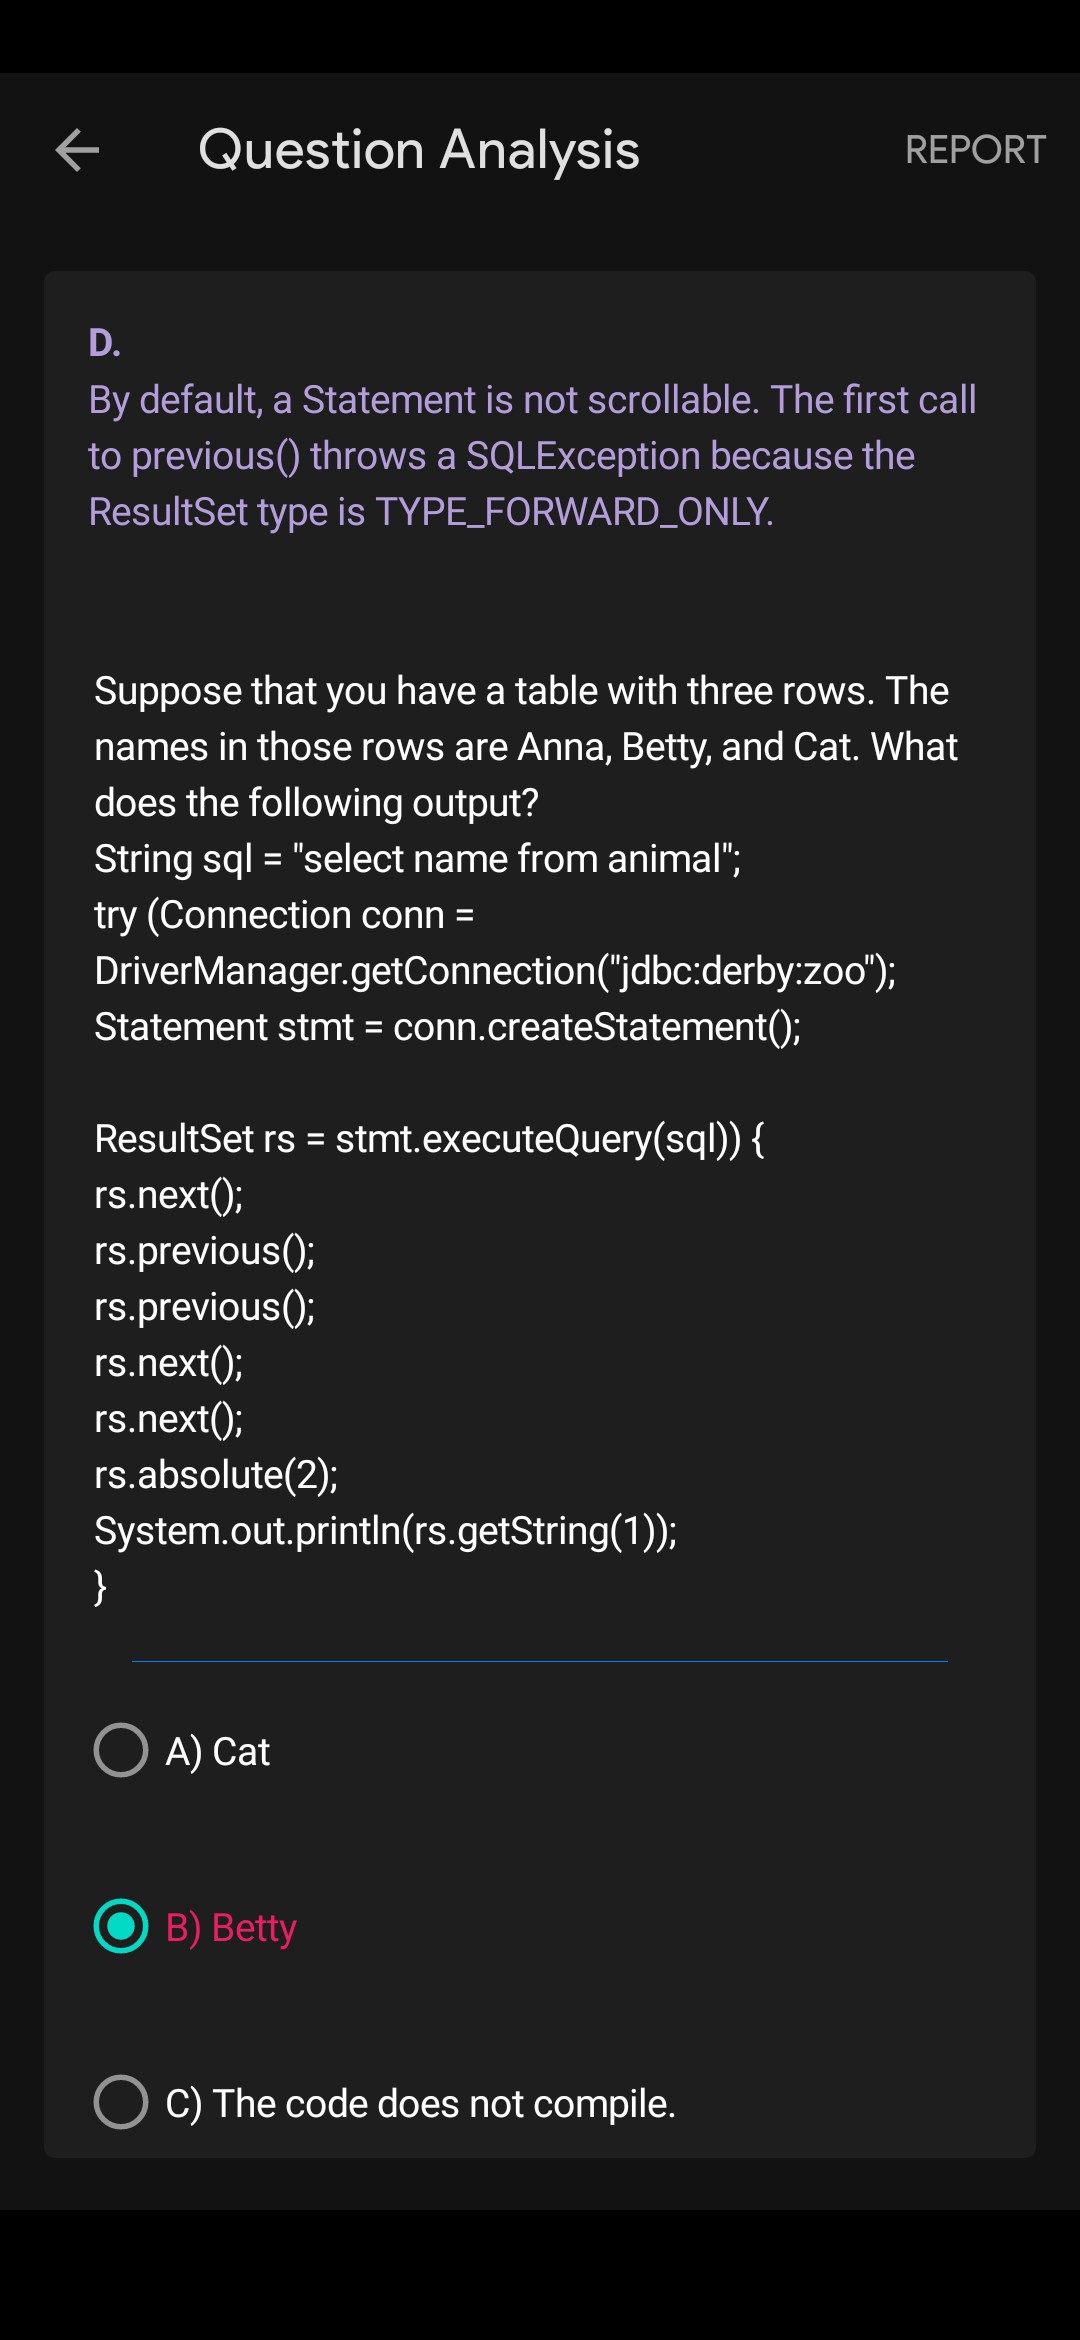 Question Analysis
REPORT
D.
By default, a Statement is not scrollable. The first call
to previous() throws a SQLException because the
ResultSet type is TYPE_FORWARD_ONLY.
Suppose that you have a table with three rows. The
names in those rows are Anna, Betty, and Cat. What
does the following output?
String sql = "select name from animal";
try (Connection conn =
DriverManager.getConnection("jdbc:derby:zoo");
Statement stmt = conn.createStatement();
ResultSet rs = stmt.executeQuery(sql)) {
rs.next();
rs.previous();
rs.previous();
rs.next();
rs.next();
rs.absolute(2);
System.out.println(rs.getString(1));
}
A) Cat
B) Betty
C) The code does not compile.